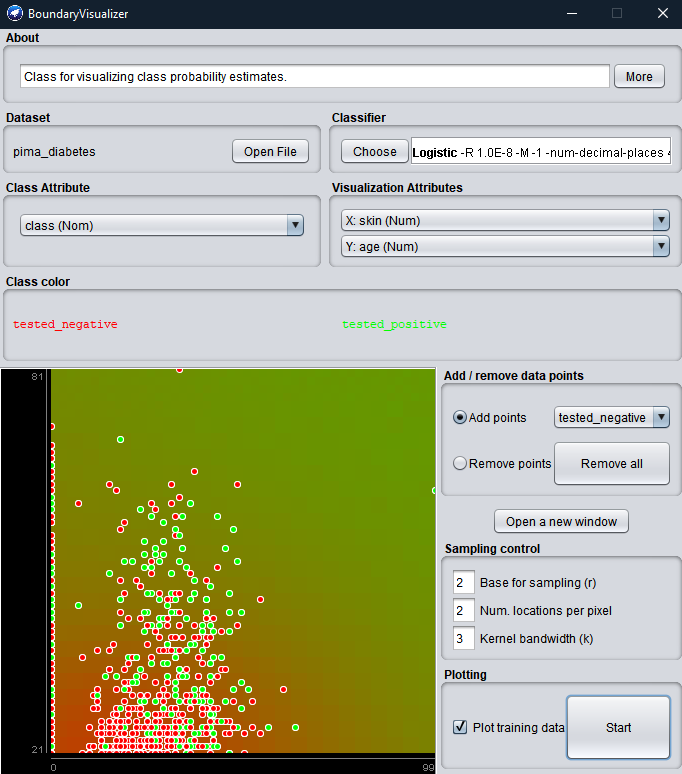 BoundaryVisualizer
About
Class for visualizing class probability estimates.
More
Dataset
pima_diabetes
Open File
Classifier
Choose
Logistic -R 1.0E-8 -M -1 -num-decimal-places 4
Class Attribute
class (Nom)
Visualization Attributes
X: skin (Num)
Y: age (Num)
Class color
tested_negative
tested_positive
81
21
0
99
Add / remove data points
Add points
tested_negative
Remove points
Remove all
Open a new window
Sampling control
2 Base for sampling (r)
2 Num. locations per pixel
3 Kernel bandwidth (k)
Plotting
Plot training data
Start